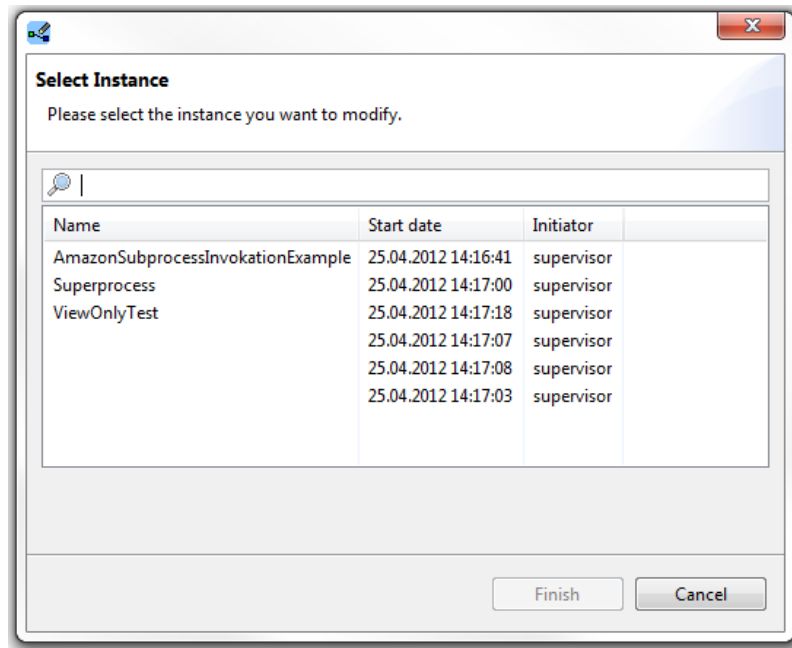 Select Instance
Please select the instance you want to modify.
Name Start date Initiator
AmazonSubprocessInvokationExample 25.04.2012 14:16:41 supervisor
Superprocess 25.04.2012 14:17:00 supervisor
ViewOnlyTest 25.04.2012 14:17:18 supervisor
25.04.2012 14:17:07 supervisor
25.04.2012 14:17:08 supervisor
25.04.2012 14:17:03 supervisor
Finish Cancel